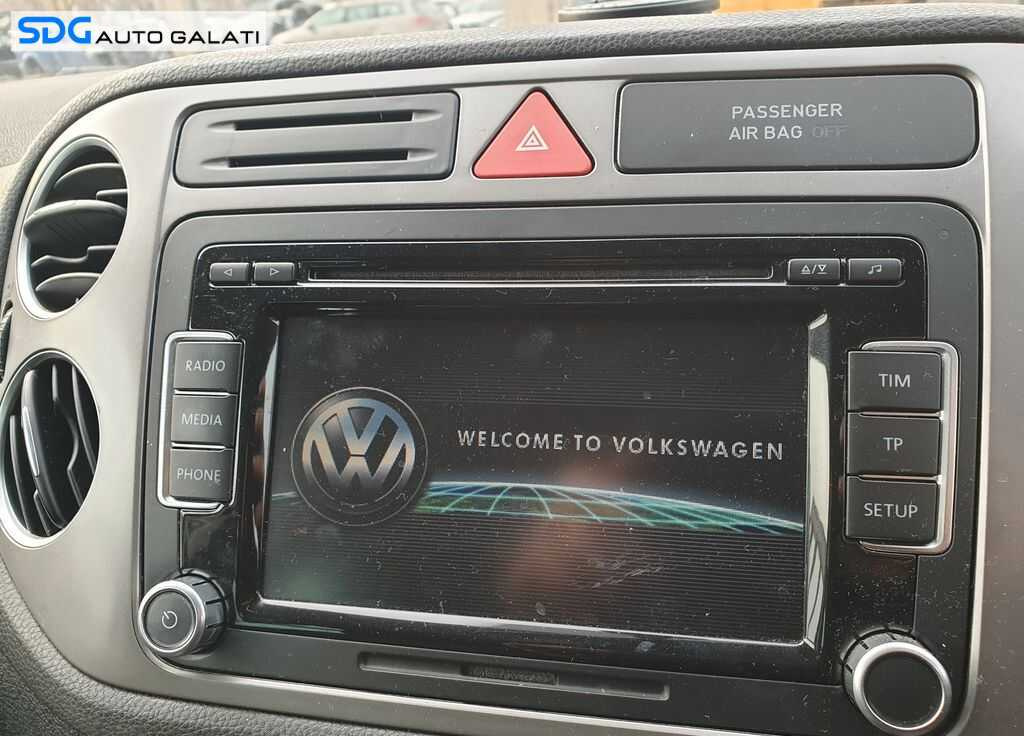 SDG AUTO GALATI
PASSENGER
AIR BAG OFF
RADIO
MEDIA
PHONE
TIM
TP
SETUP
WELCOME TO VOLKSWAGEN